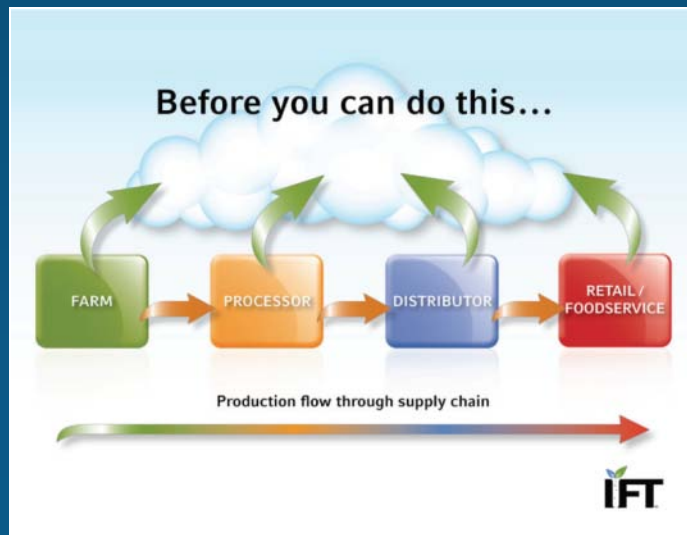 Before you can do this...
FARM
PROCESSOR
DISTRIBUTOR
RETAIL /
FOODSERVICE
Production flow through supply chain
IFT